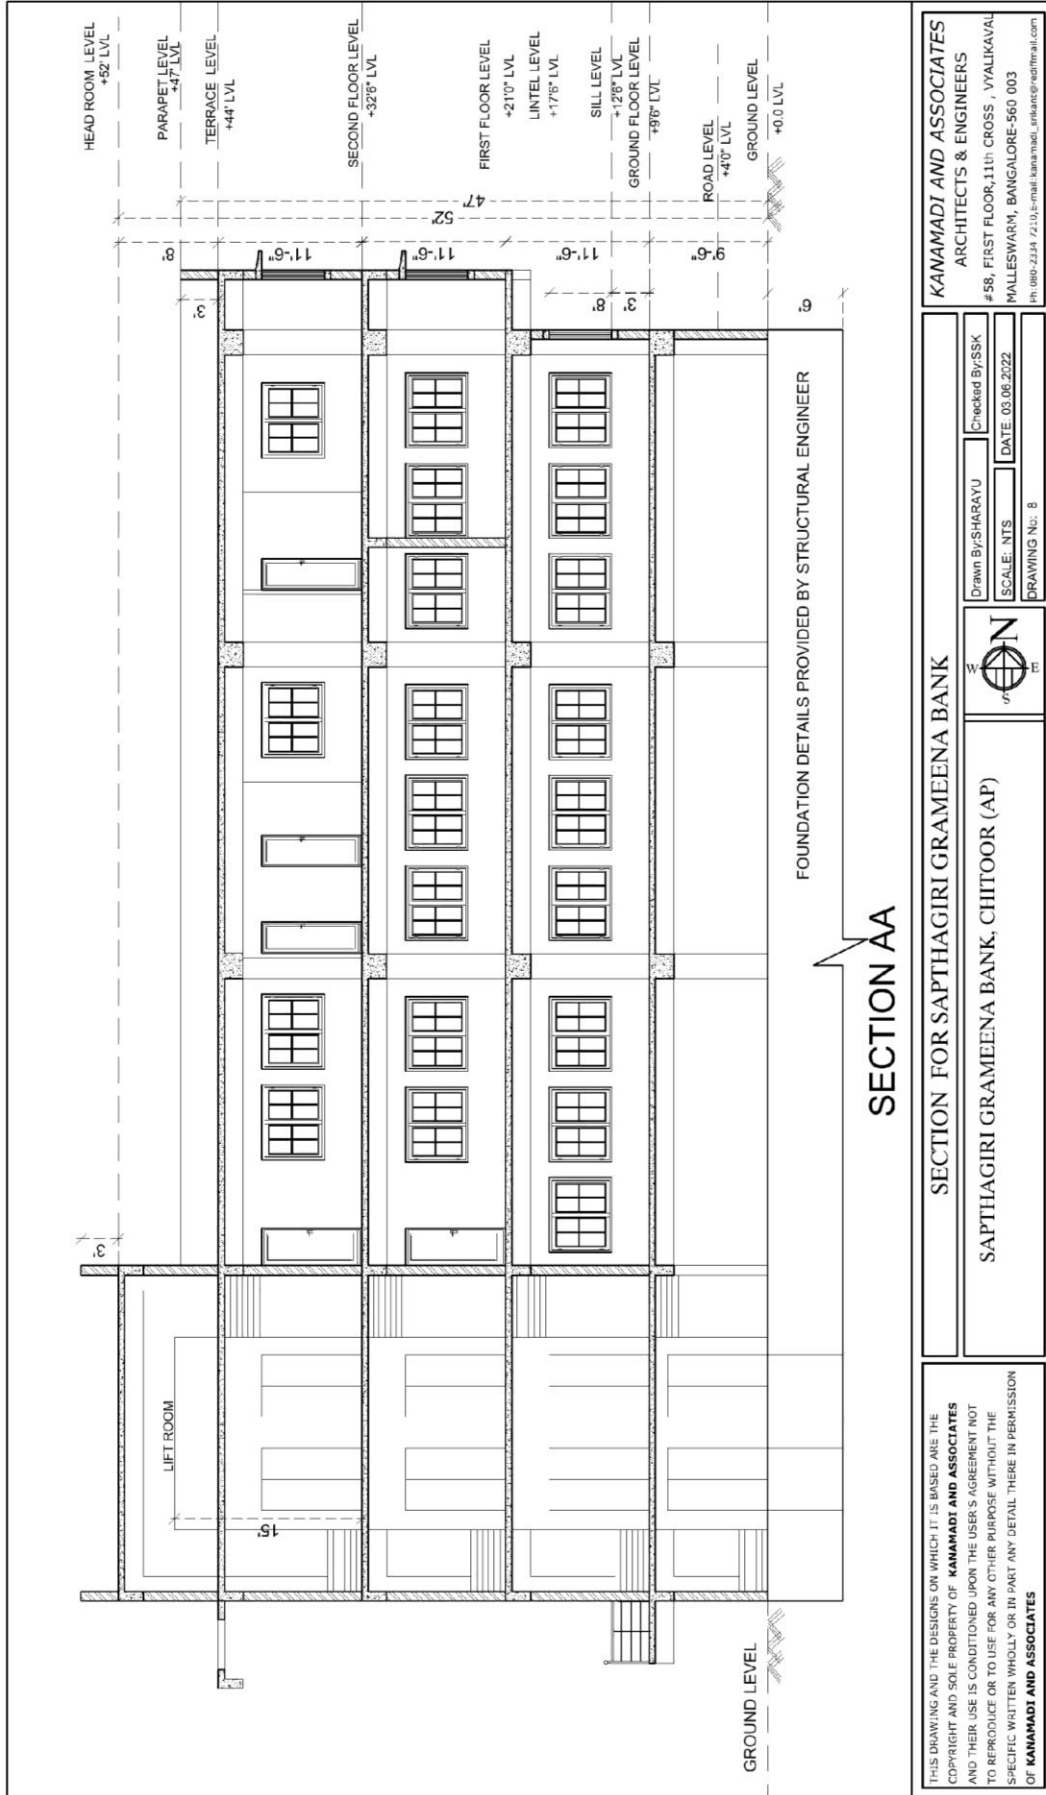 HEAD ROOM LEVEL
+52' LVL
PARAPET LEVEL
+47' LVL
TERRACE LEVEL
+44' LVL
SECOND FLOOR LEVEL
+32'6" LVL
FIRST FLOOR LEVEL
+21'0" LVL
LINTEL LEVEL
+17'6" LVL
SILL LEVEL
+12'6" LVL
GROUND FLOOR LEVEL
+9'6" LVL
ROAD LEVEL
+4'0" LVL
GROUND LEVEL
+0.0 LVL
47'
52'
8'
11'-6"
11'-6"
11'-6"
9'-6"
3'
8'
3'
6'
3'
LIFT ROOM
15'
GROUND LEVEL
FOUNDATION DETAILS PROVIDED BY STRUCTURAL ENGINEER
SECTION AA
THIS DRAWING AND THE DESIGNS ON WHICH IT IS BASED ARE THE
COPYRIGHT AND SOLE PROPERTY OF KANAMADI AND ASSOCIATES
AND THEIR USE IS CONDITIONED UPON THE USER'S AGREEMENT NOT
TO REPRODUCE OR TO USE FOR ANY OTHER PURPOSE WITHOUT THE
SPECIFIC WRITTEN WHOLLY OR IN PART ANY DETAIL THERE IN PERMISSION
OF KANAMADI AND ASSOCIATES
SECTION FOR SAPTHAGIRI GRAMEENA BANK
SAPTHAGIRI GRAMEENA BANK, CHITOOR (AP)
W
N
S
E
Drawn By:SHARAYU
Checked By:SSK
SCALE: NTS
DATE: 03.06.2022
DRAWING No: 8
KANAMADI AND ASSOCIATES
ARCHITECTS & ENGINEERS
#58, FIRST FLOOR,11th CROSS , VYALIKAVAL
MALLESWARM, BANGALORE-560 003
Ph:080-2334 7210,E-mail:kanamadi_srikant@rediffmail.com